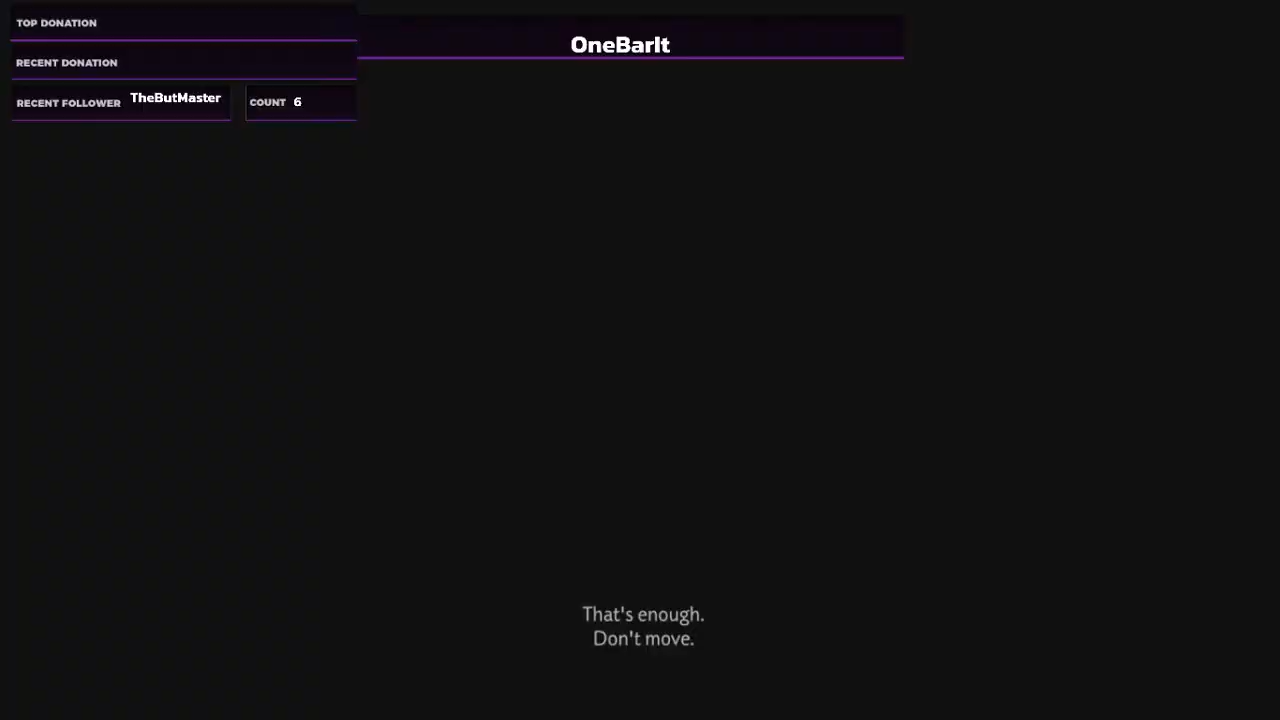 TOP DONATION
OneBarIt
RECENT DONATION
RECENT FOLLOWER TheButMaster COUNT 6
That's enough.
Don't move.